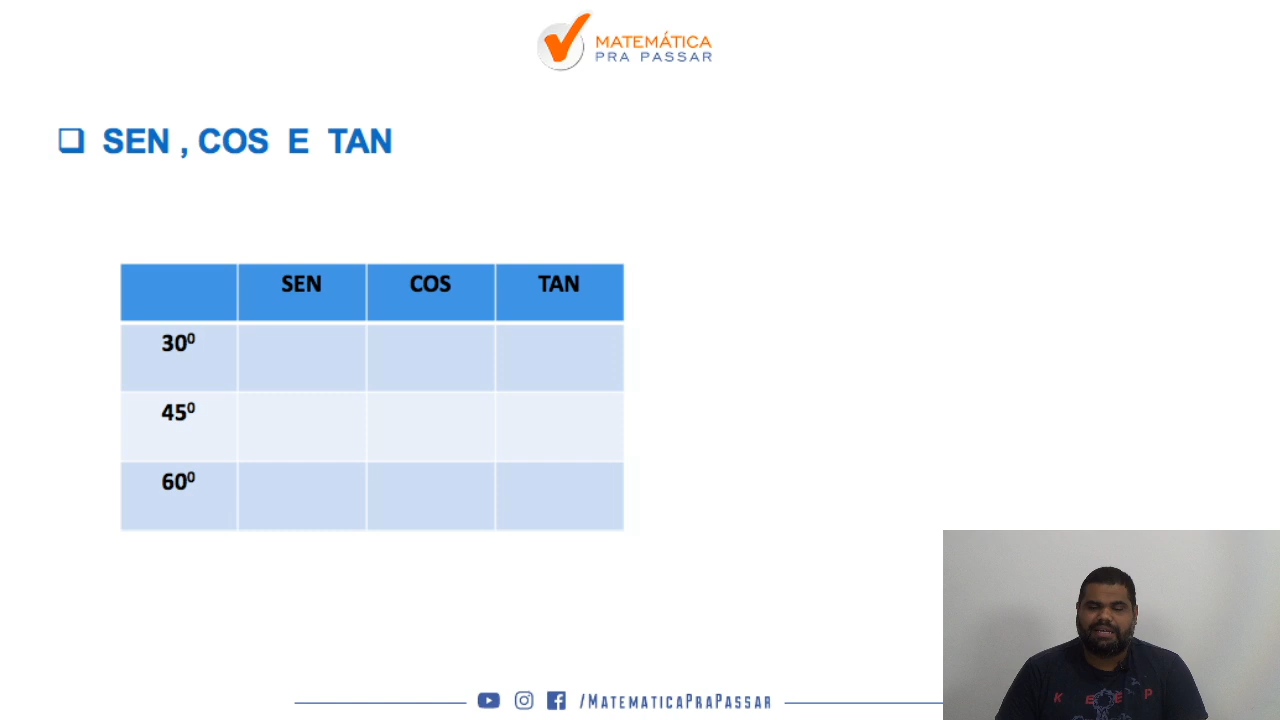 MATEMÁTICA
PRA PASSAR
❑ SEN , COS E TAN
SEN COS TAN
30⁰
45⁰
60⁰
K E E P
/MATEMATICAPRAPASSAR